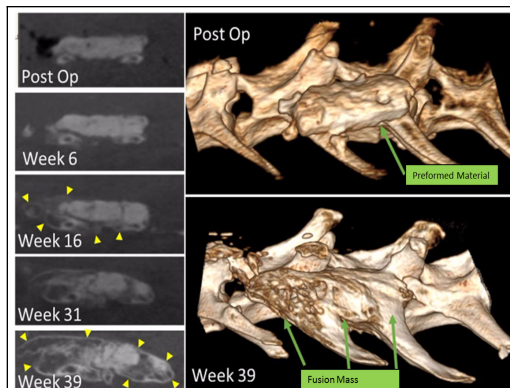 Post Op
Week 6
Week 16
Week 31
Week 39
Post Op
Preformed Material
Week 39
Fusion Mass